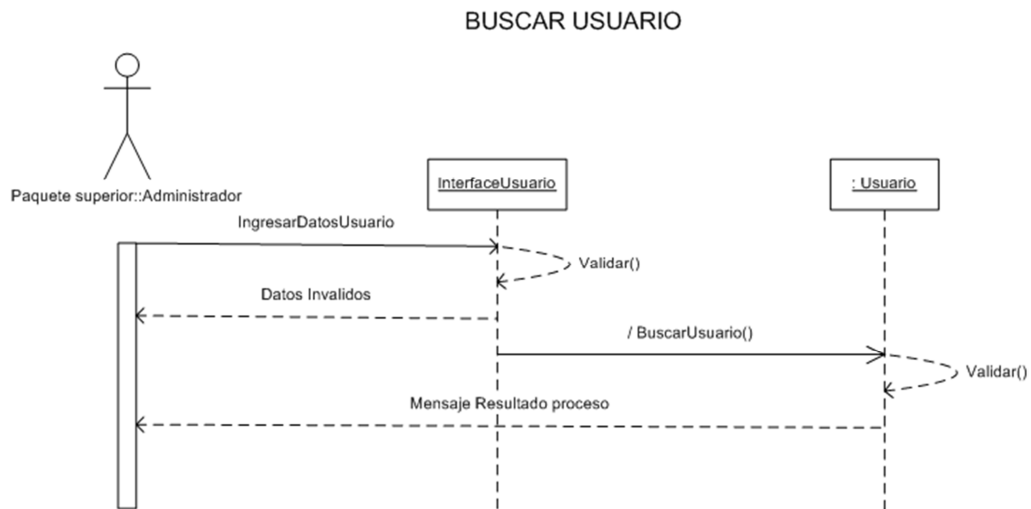 BUSCAR USUARIO
Paquete superior::Administrador
InterfaceUsuario
: Usuario
IngresarDatosUsuario
Validar()
Datos Invalidos
/ BuscarUsuario()
Validar()
Mensaje Resultado proceso